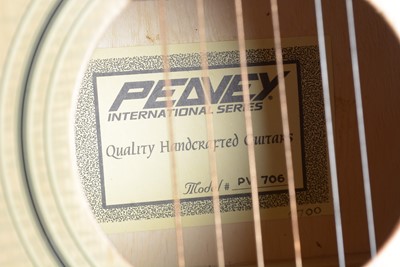 PEAVEY
INTERNATIONAL SERIES
Quality Handcrafted Guitars
Model # PV 706